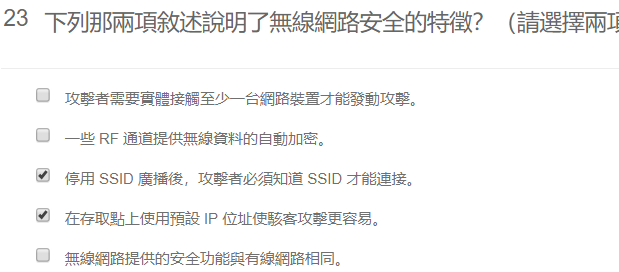 23 下列那兩項敘述說明了無線網路安全的特徵？（請選擇兩項
攻擊者需要實體接觸至少一台網路裝置才能發動攻擊。
一些 RF 通道提供無線資料的自動加密。
停用 SSID 廣播後，攻擊者必須知道 SSID 才能連接。
在存取點上使用預設 IP 位址使駭客攻擊更容易。
無線網路提供的安全功能與有線網路相同。